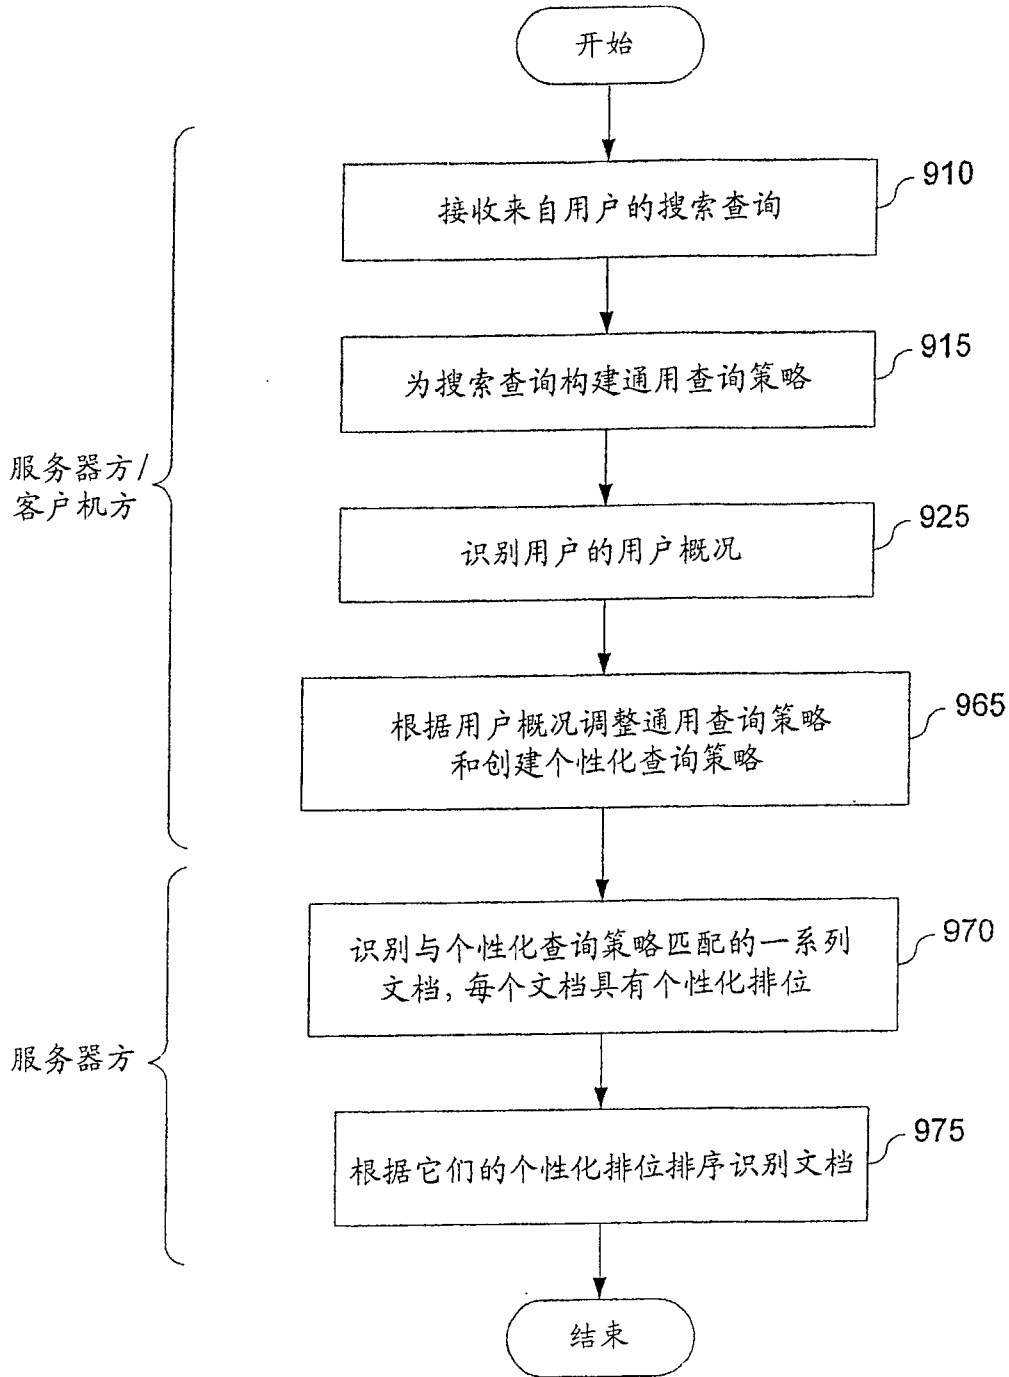 开始
接收来自用户的搜索查询
910
为搜索查询构建通用查询策略
915
服务器方/
客户机方
识别用户的用户概况
925
根据用户概况调整通用查询策略
和创建个性化查询策略
965
识别与个性化查询策略匹配的一系列
文档,每个文档具有个性化排位
970
服务器方
根据它们的个性化排位排序识别文档
975
结束